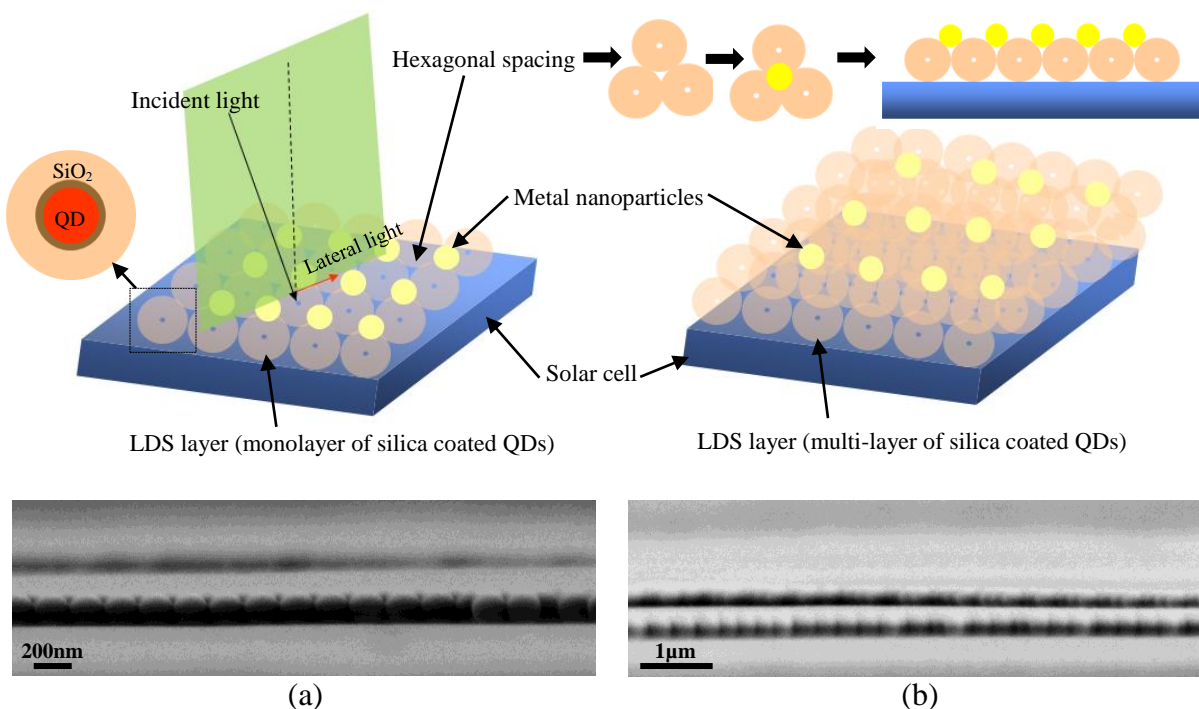 Hexagonal spacing
Incident light
SiO₂
QD
Lateral light
Metal nanoparticles
Solar cell
LDS layer (monolayer of silica coated QDs)
LDS layer (multi-layer of silica coated QDs)
200nm
1μm
(a)
(b)